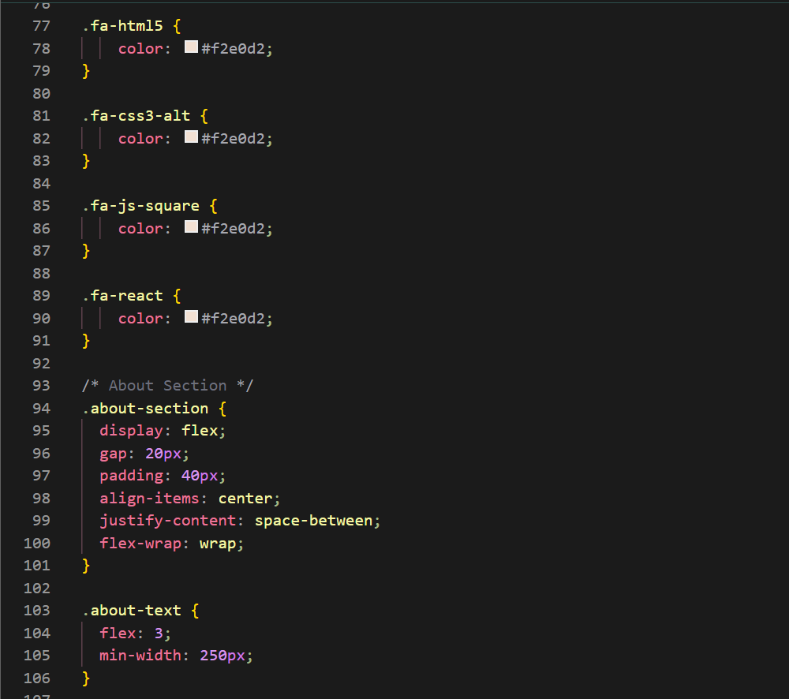 76
77 .fa-html5 {
78 color: #f2e0d2;
79 }
80
81 .fa-css3-alt {
82 color: #f2e0d2;
83 }
84
85 .fa-js-square {
86 color: #f2e0d2;
87 }
88
89 .fa-react {
90 color: #f2e0d2;
91 }
92
93 /* About Section */
94 .about-section {
95 display: flex;
96 gap: 20px;
97 padding: 40px;
98 align-items: center;
99 justify-content: space-between;
100 flex-wrap: wrap;
101 }
102
103 .about-text {
104 flex: 3;
105 min-width: 250px;
106 }
107